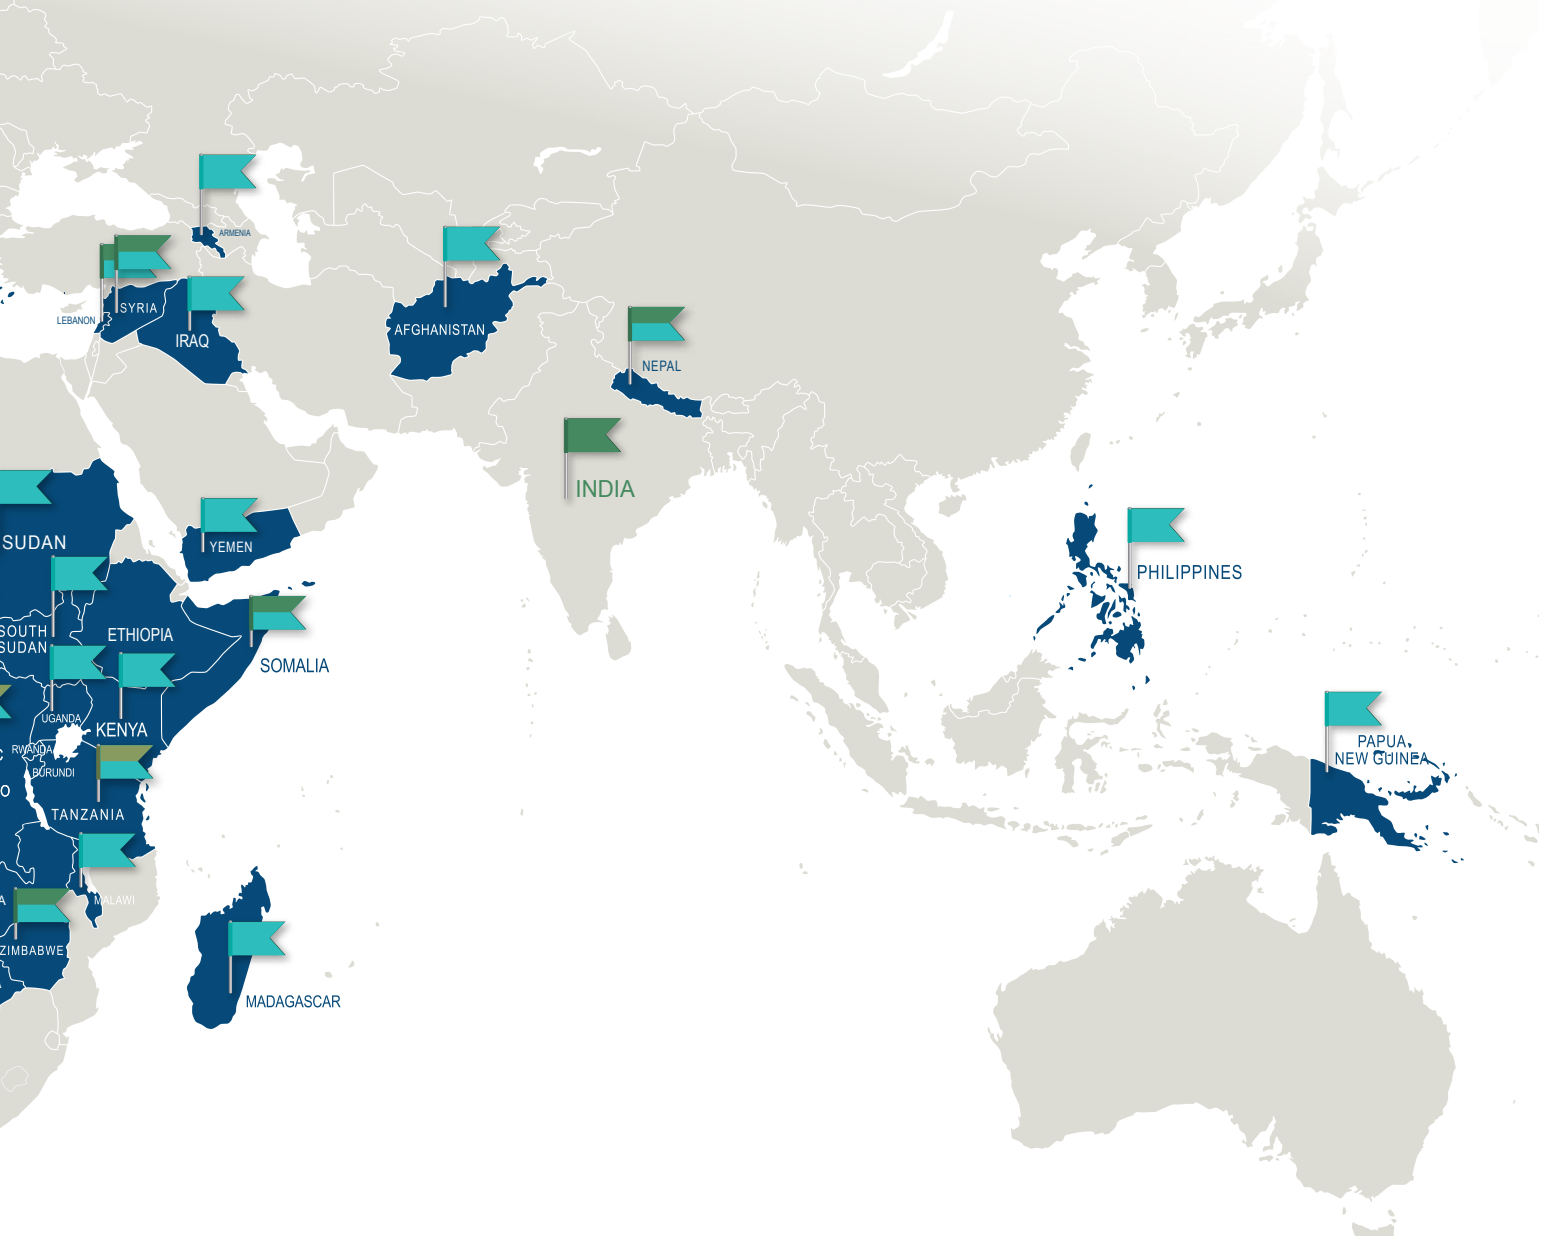 ARMENIA
SYRIA
LEBANON
IRAQ
AFGHANISTAN
NEPAL
INDIA
SUDAN
YEMEN
PHILIPPINES
SOUTH
SUDAN
ETHIOPIA
SOMALIA
UGANDA
KENYA
RWANDA
BURUNDI
PAPUA
NEW GUINEA
O
TANZANIA
A
MALAWI
ZIMBABWE
MADAGASCAR